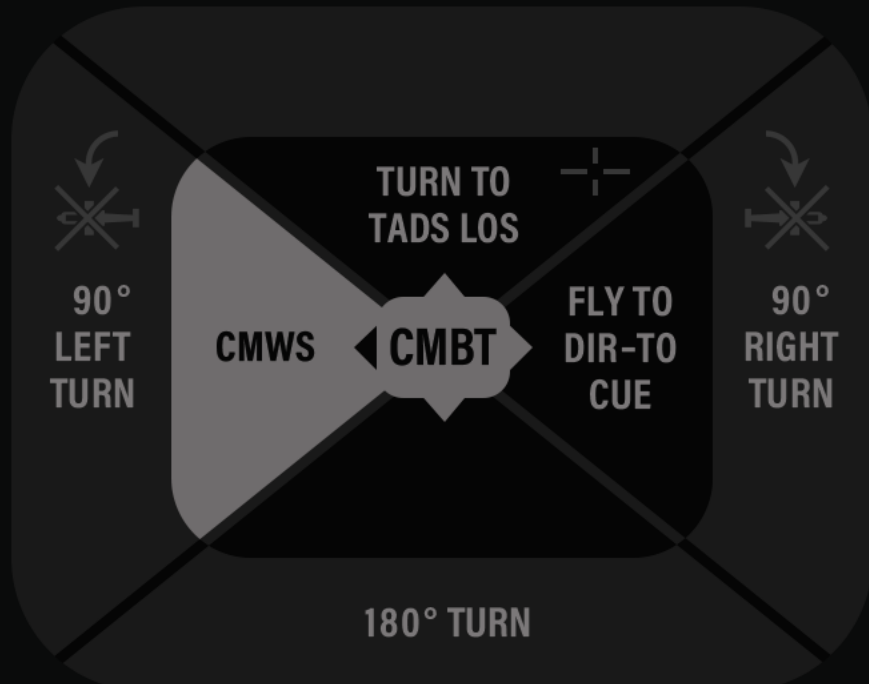 TURN TO
TADS LOS
90°
LEFT
TURN
CMWS
CMBT
FLY TO
DIR-TO
CUE
90°
RIGHT
TURN
180° TURN